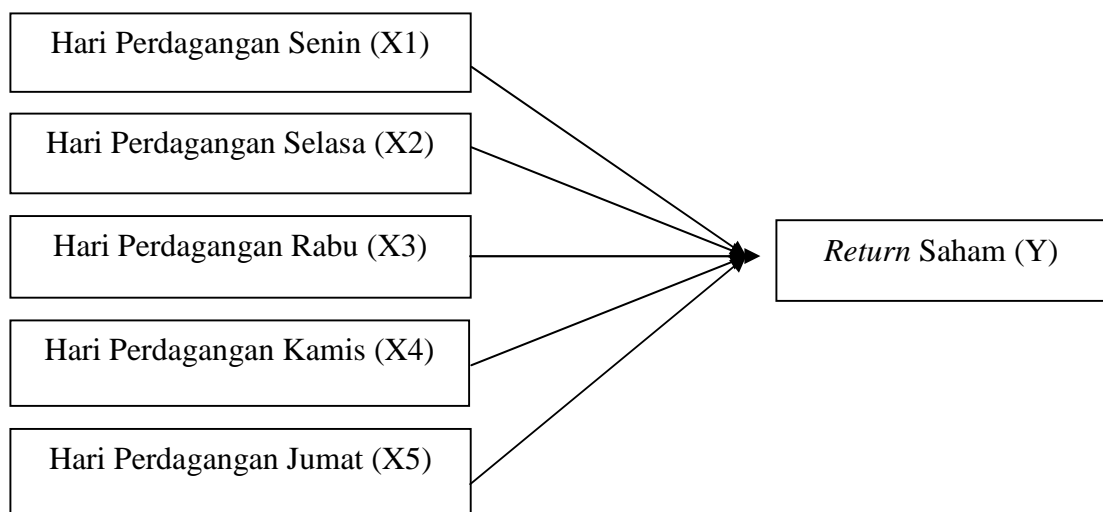 Hari Perdagangan Senin (X1)
Hari Perdagangan Selasa (X2)
Hari Perdagangan Rabu (X3)
Return Saham (Y)
Hari Perdagangan Kamis (X4)
Hari Perdagangan Jumat (X5)